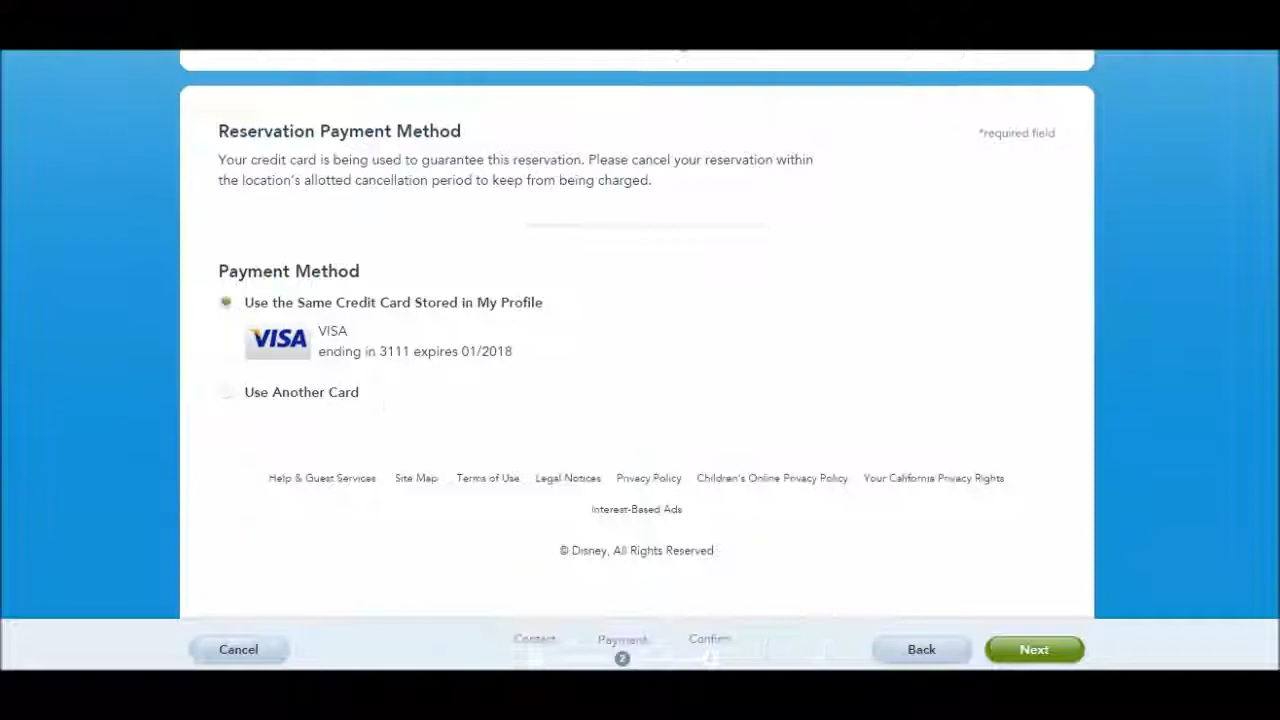 Reservation Payment Method
*required field
Your credit card is being used to guarantee this reservation. Please cancel your reservation within
the location's allotted cancellation period to keep from being charged.
Payment Method
Use the Same Credit Card Stored in My Profile
VISA
VISA
ending in 3111 expires 01/2018
Use Another Card
Help & Guest Services Site Map Terms of Use Legal Notices Privacy Policy Children's Online Privacy Policy Your California Privacy Rights
Interest-Based Ads
© Disney, All Rights Reserved
Cancel Contact Payment Confirm Back Next
2